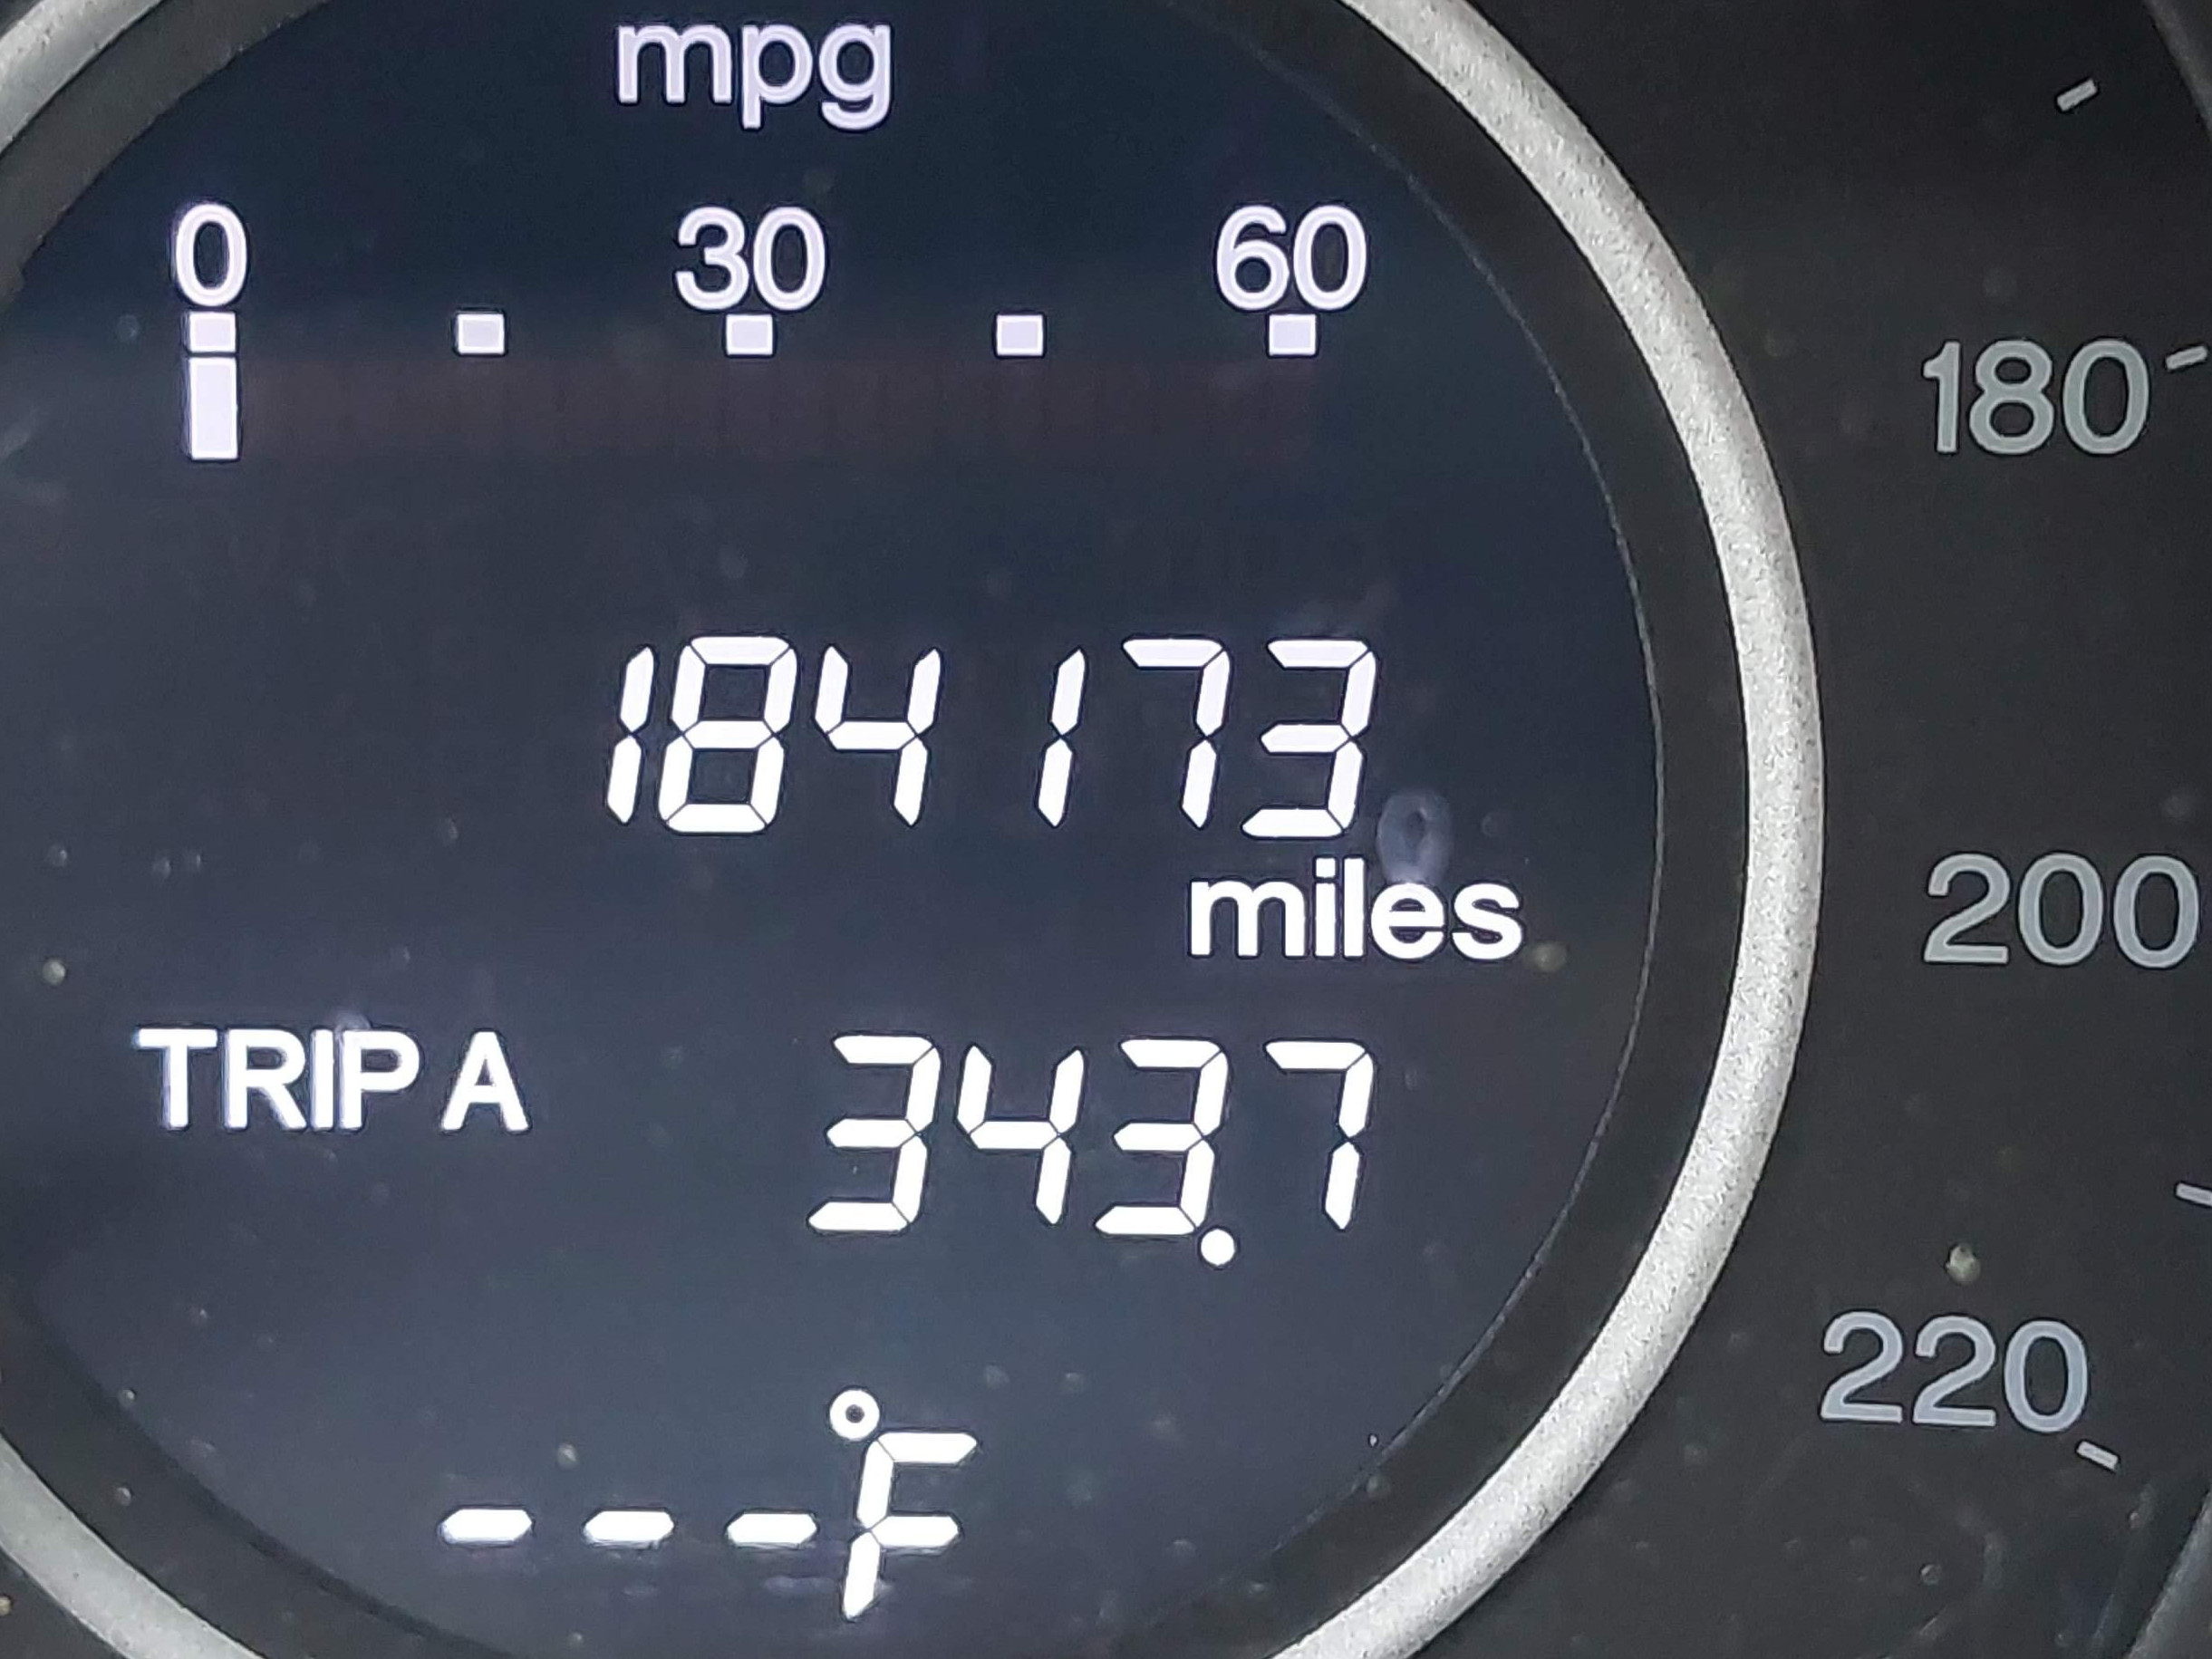 mpg
0 30 60
180
184173
miles
200
TRIP A 343.7
220
---°F